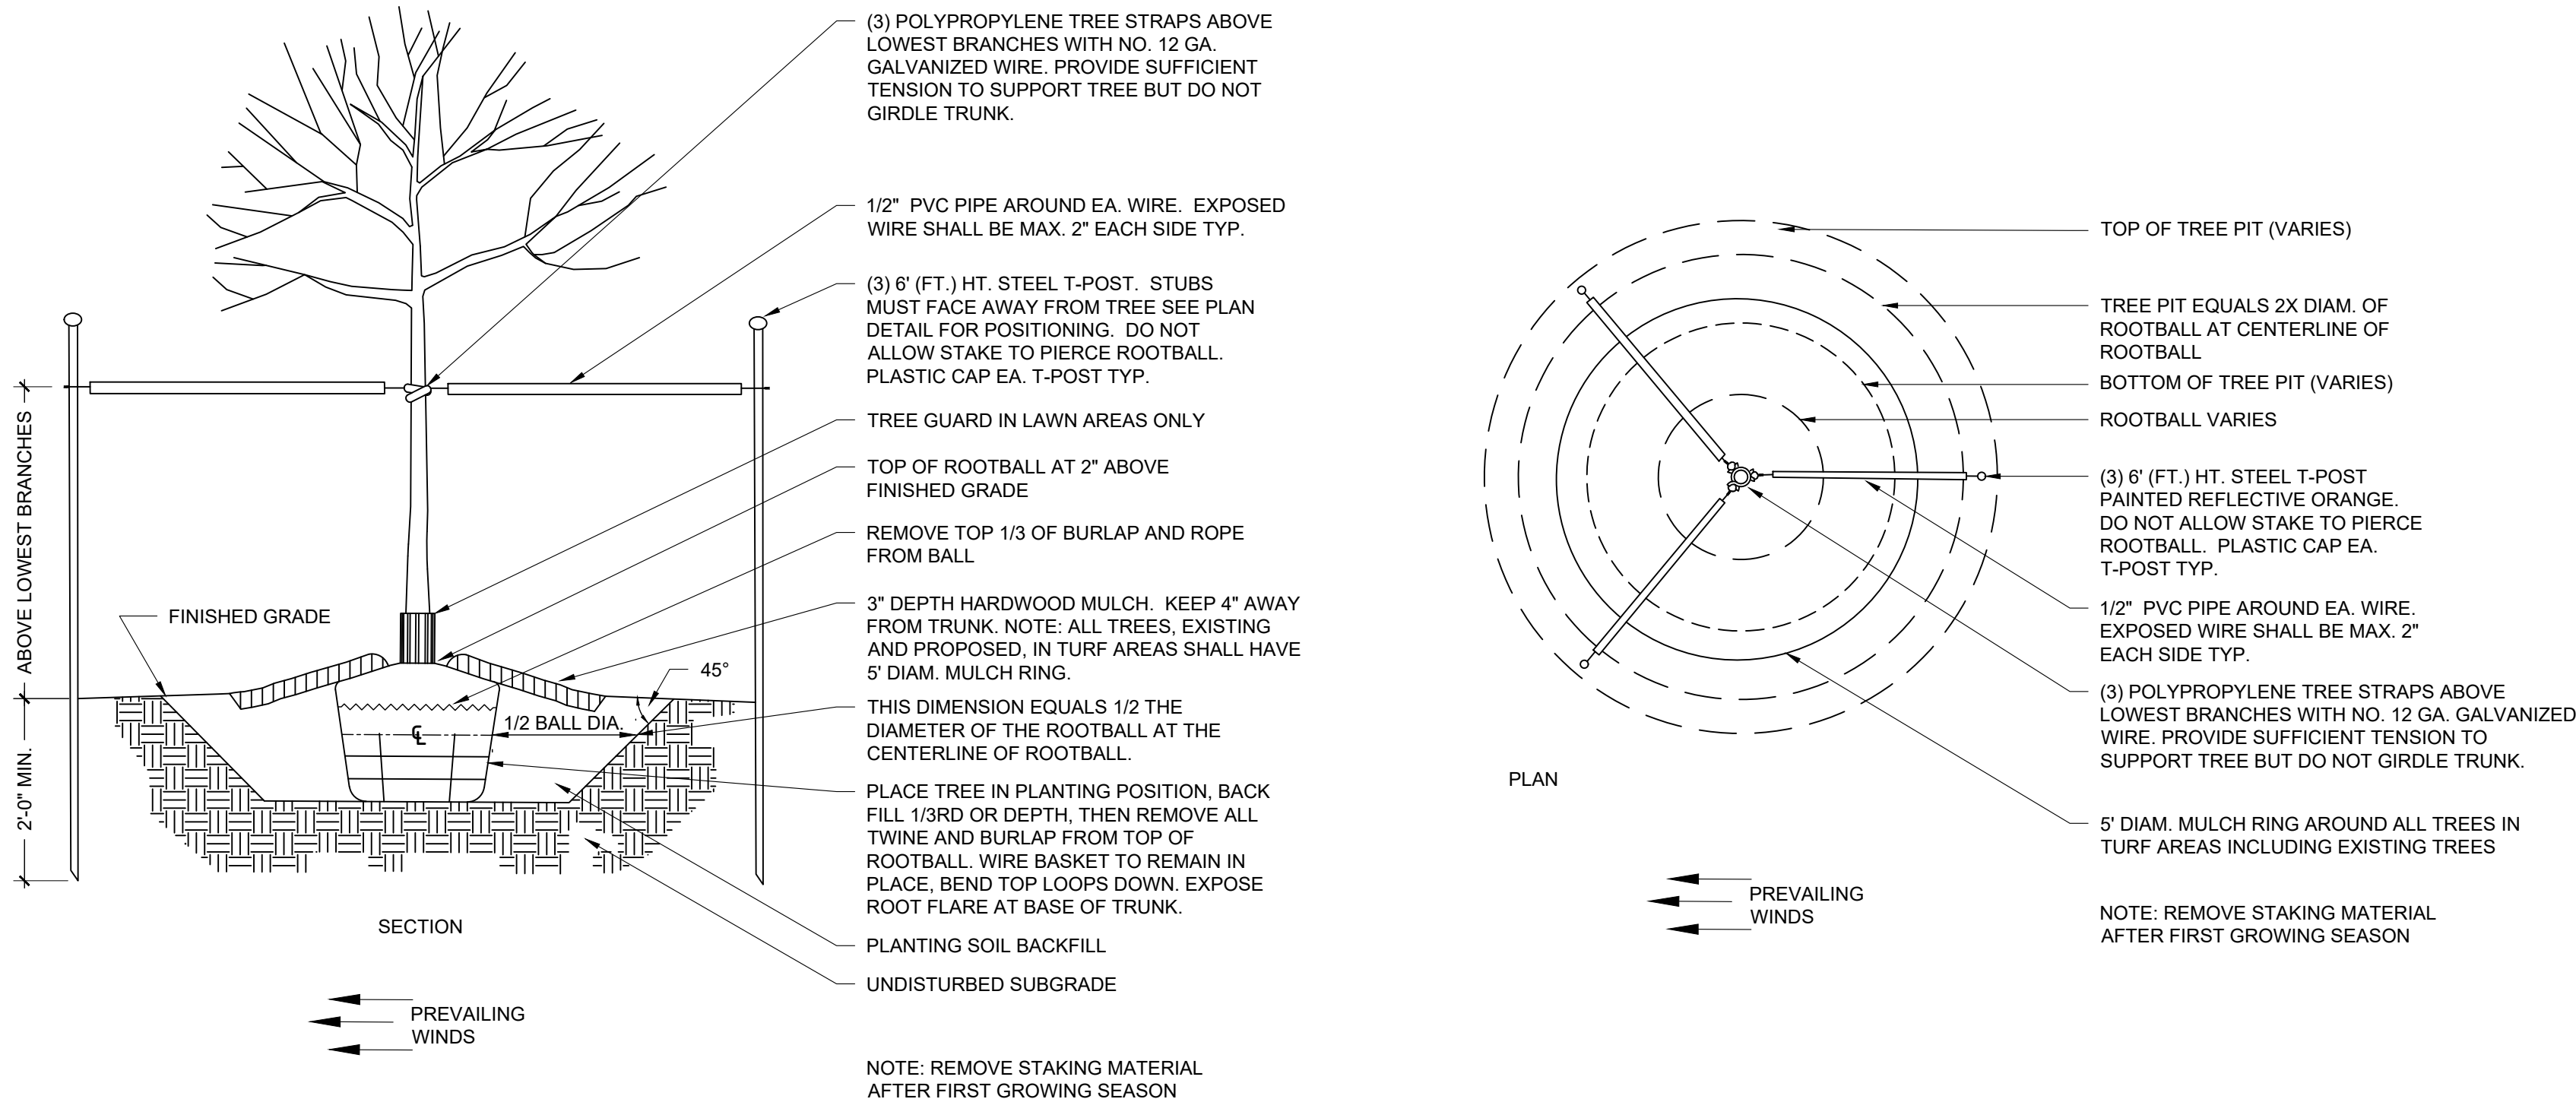 (3) POLYPROPYLENE TREE STRAPS ABOVE
LOWEST BRANCHES WITH NO. 12 GA.
GALVANIZED WIRE. PROVIDE SUFFICIENT
TENSION TO SUPPORT TREE BUT DO NOT
GIRDLE TRUNK.
1/2" PVC PIPE AROUND EA. WIRE. EXPOSED
WIRE SHALL BE MAX. 2" EACH SIDE TYP.
(3) 6' (FT.) HT. STEEL T-POST. STUBS
MUST FACE AWAY FROM TREE SEE PLAN
DETAIL FOR POSITIONING. DO NOT
ALLOW STAKE TO PIERCE ROOTBALL.
PLASTIC CAP EA. T-POST TYP.
TREE GUARD IN LAWN AREAS ONLY
TOP OF ROOTBALL AT 2" ABOVE
FINISHED GRADE
REMOVE TOP 1/3 OF BURLAP AND ROPE
FROM BALL
3" DEPTH HARDWOOD MULCH. KEEP 4" AWAY
FROM TRUNK. NOTE: ALL TREES, EXISTING
AND PROPOSED, IN TURF AREAS SHALL HAVE
5' DIAM. MULCH RING.
THIS DIMENSION EQUALS 1/2 THE
DIAMETER OF THE ROOTBALL AT THE
CENTERLINE OF ROOTBALL.
PLACE TREE IN PLANTING POSITION, BACK
FILL 1/3RD OR DEPTH, THEN REMOVE ALL
TWINE AND BURLAP FROM TOP OF
ROOTBALL. WIRE BASKET TO REMAIN IN
PLACE, BEND TOP LOOPS DOWN. EXPOSE
ROOT FLARE AT BASE OF TRUNK.
PLANTING SOIL BACKFILL
UNDISTURBED SUBGRADE
NOTE: REMOVE STAKING MATERIAL
AFTER FIRST GROWING SEASON
ABOVE LOWEST BRANCHES
2'-0" MIN.
FINISHED GRADE
45°
1/2 BALL DIA.
CL
SECTION
PREVAILING
WINDS
TOP OF TREE PIT (VARIES)
TREE PIT EQUALS 2X DIAM. OF
ROOTBALL AT CENTERLINE OF
ROOTBALL
BOTTOM OF TREE PIT (VARIES)
ROOTBALL VARIES
(3) 6' (FT.) HT. STEEL T-POST
PAINTED REFLECTIVE ORANGE.
DO NOT ALLOW STAKE TO PIERCE
ROOTBALL. PLASTIC CAP EA.
T-POST TYP.
1/2" PVC PIPE AROUND EA. WIRE.
EXPOSED WIRE SHALL BE MAX. 2"
EACH SIDE TYP.
(3) POLYPROPYLENE TREE STRAPS ABOVE
LOWEST BRANCHES WITH NO. 12 GA. GALVANIZED
WIRE. PROVIDE SUFFICIENT TENSION TO
SUPPORT TREE BUT DO NOT GIRDLE TRUNK.
5' DIAM. MULCH RING AROUND ALL TREES IN
TURF AREAS INCLUDING EXISTING TREES
NOTE: REMOVE STAKING MATERIAL
AFTER FIRST GROWING SEASON
PLAN
PREVAILING
WINDS